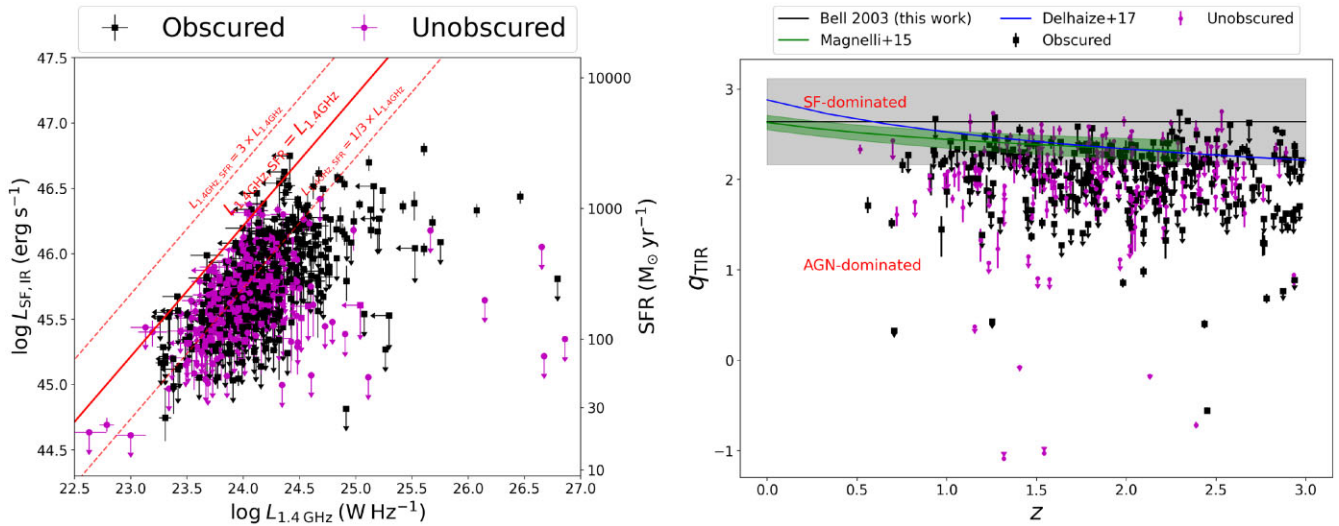 Obscured
Unobscured
47.5
47.0
46.5
46.0
45.5
45.0
44.5
log L_SF, IR (erg s⁻¹)
L_1.4GHz, SFR = 3 × L_1.4GHz
L_1.4GHz, SFR = L_1.4GHz
L_1.4GHz, SFR = 1/3 × L_1.4GHz
10000
1000
100
30
10
SFR (M_⊙ yr⁻¹)
22.5 23.0 23.5 24.0 24.5 25.0 25.5 26.0 26.5 27.0
log L_1.4 GHz (W Hz⁻¹)
Bell 2003 (this work)
Magnelli+15
Delhaize+17
Obscured
Unobscured
3
2
1
0
−1
q_TIR
SF-dominated
AGN-dominated
0.0 0.5 1.0 1.5 2.0 2.5 3.0
z